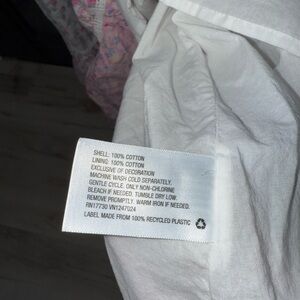 SHELL: 100% COTTON
LINING: 100% COTTON
EXCLUSIVE OF DECORATION
MACHINE WASH COLD SEPARATELY,
GENTLE CYCLE. ONLY NON-CHLORINE
BLEACH IF NEEDED. TUMBLE DRY LOW.
REMOVE PROMPTLY. WARM IRON IF NEEDED.
RN17730 VN1247024
LABEL MADE FROM 100% RECYCLED PLASTIC